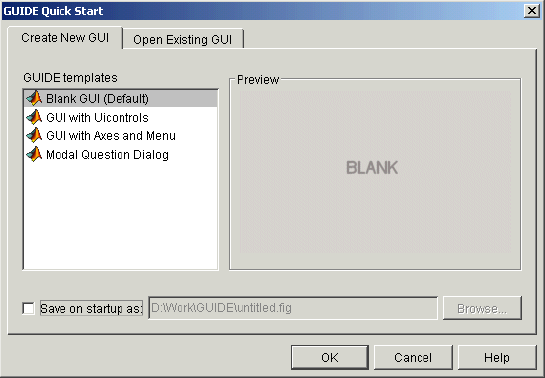 GUIDE Quick Start
Create New GUI
Open Existing GUI
GUIDE templates
Blank GUI (Default)
GUI with Uicontrols
GUI with Axes and Menu
Modal Question Dialog
Preview
BLANK
Save on startup as:
D:\Work\GUIDE\untitled.fig
Browse...
OK
Cancel
Help